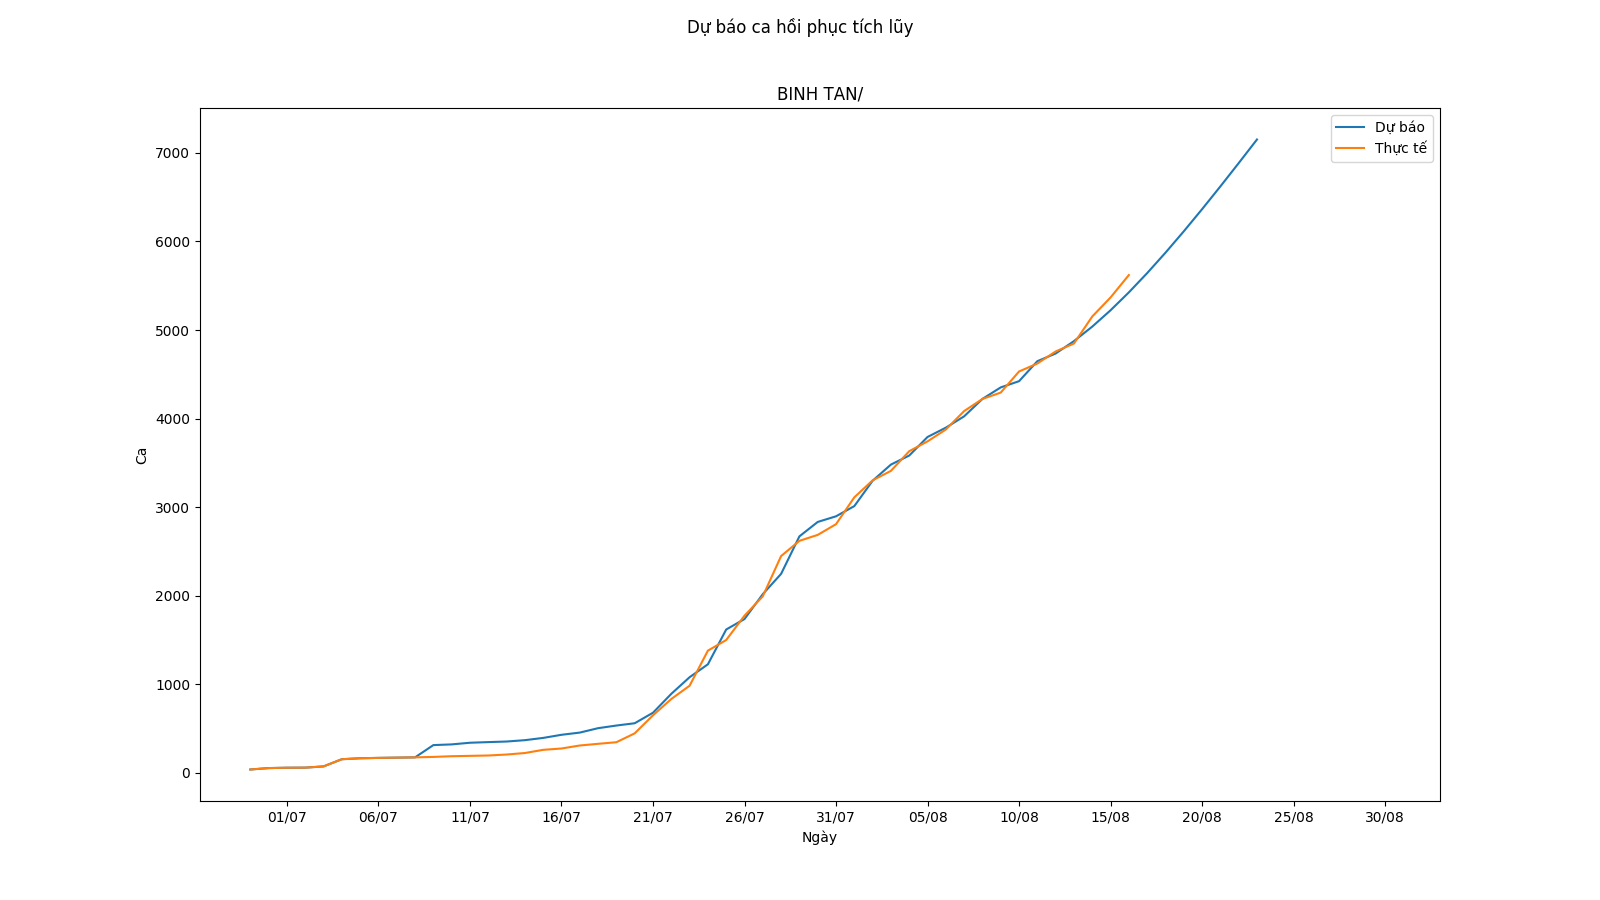 Dự báo ca hồi phục tích lũy
BINH TAN/
Dự báo
Thực tế
7000
6000
5000
4000
3000
2000
1000
0
Ca
01/07 06/07 11/07 16/07 21/07 26/07 31/07 05/08 10/08 15/08 20/08 25/08 30/08
Ngày